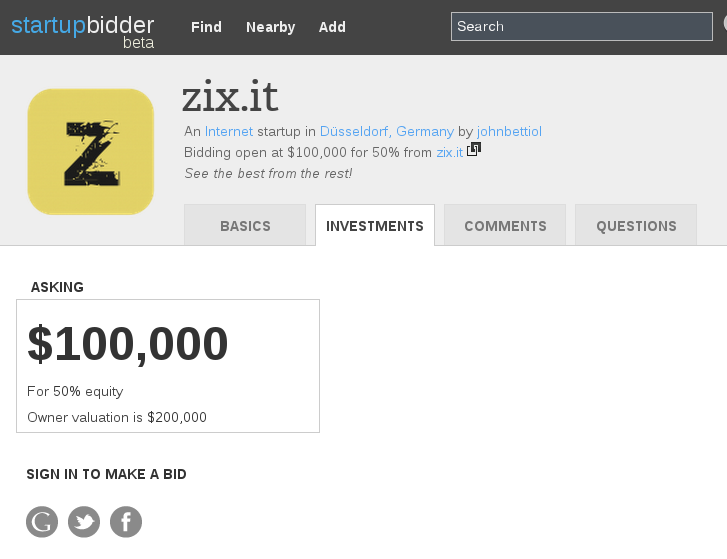 startupbidder
beta
Find Nearby Add
Search
Z
zix.it
An Internet startup in Düsseldorf, Germany by johnbettiol
Bidding open at $100,000 for 50% from zix.it
See the best from the rest!
BASICS INVESTMENTS COMMENTS QUESTIONS
ASKING
$100,000
For 50% equity
Owner valuation is $200,000
SIGN IN TO MAKE A BID
G f